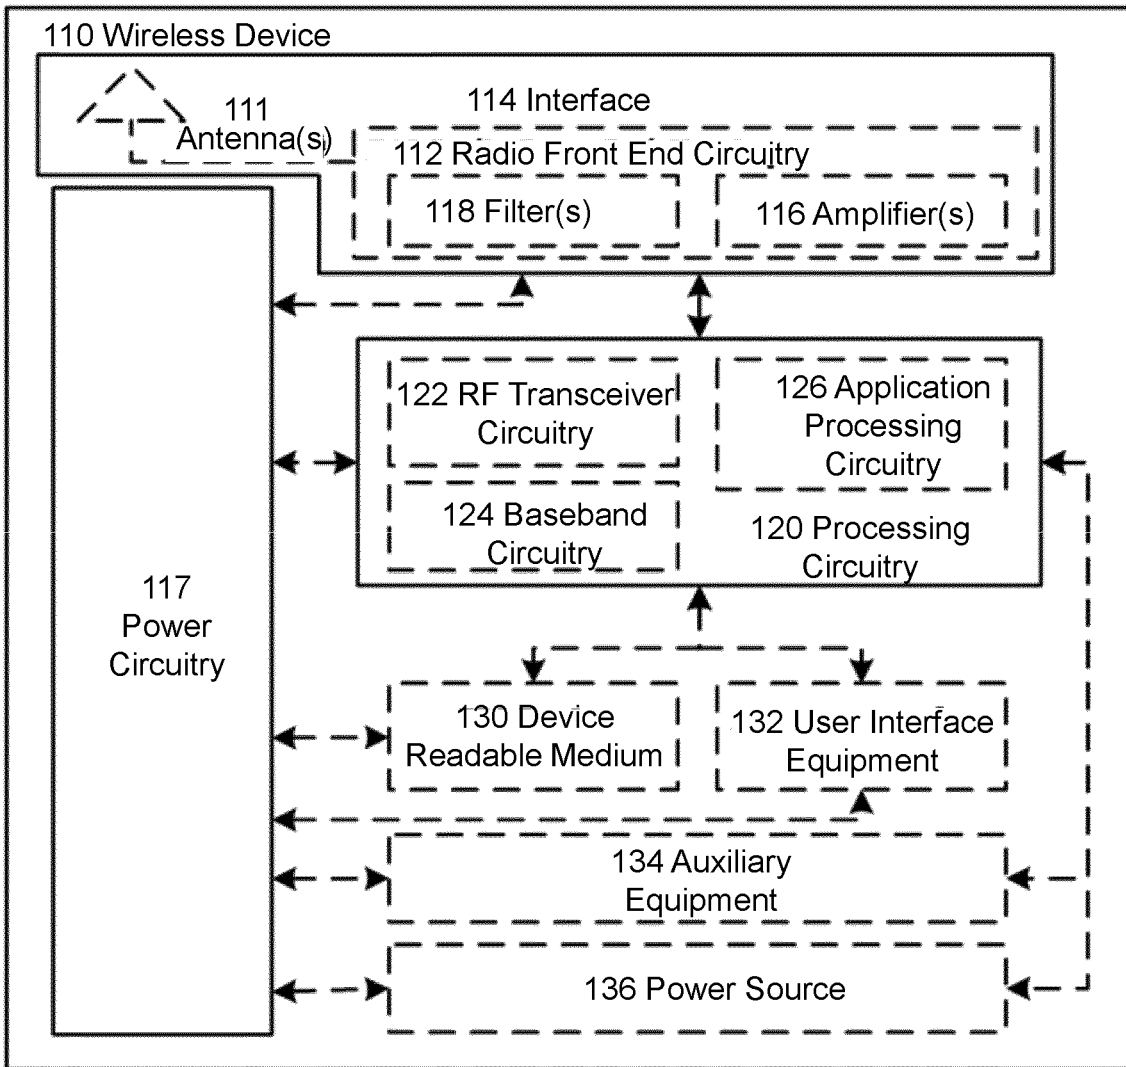 110 Wireless Device
111
Antenna(s)
114 Interface
112 Radio Front End Circuitry
118 Filter(s)
116 Amplifier(s)
122 RF Transceiver
Circuitry
126 Application
Processing
Circuitry
124 Baseband
Circuitry
120 Processing
Circuitry
117
Power
Circuitry
130 Device
Readable Medium
132 User Interface
Equipment
134 Auxiliary
Equipment
136 Power Source